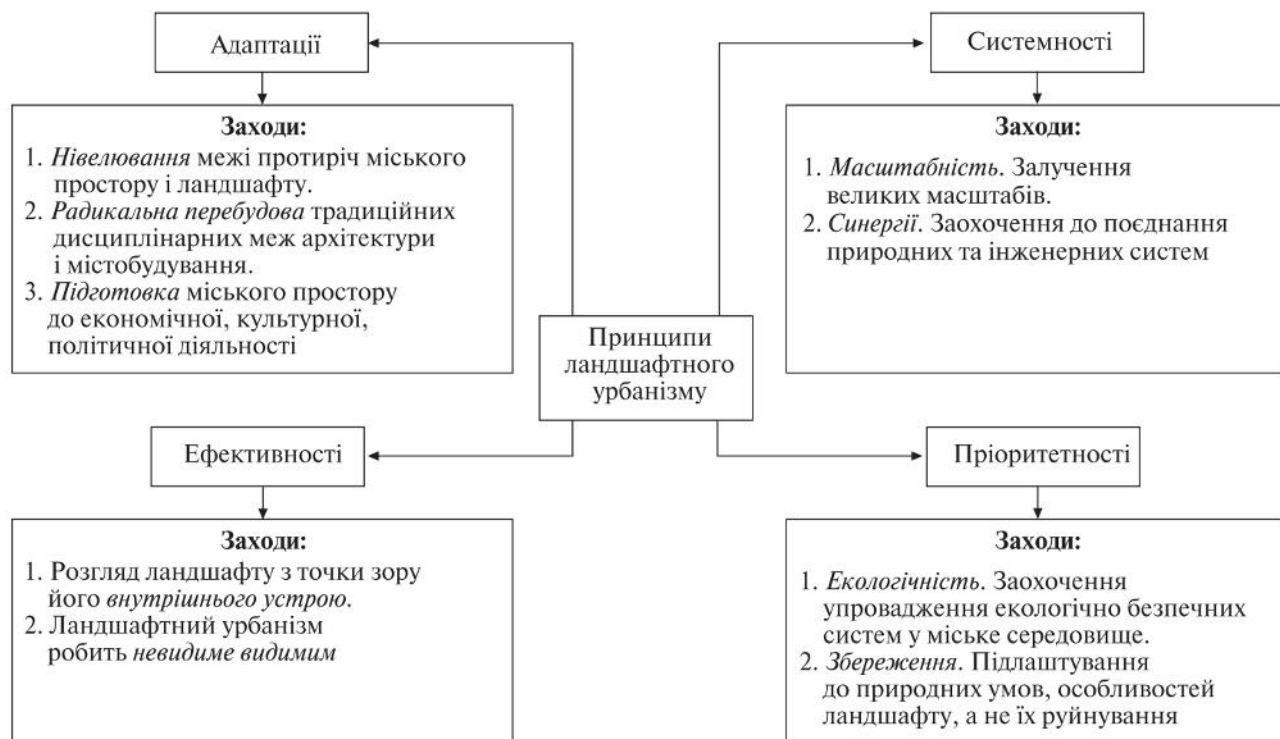 Адаптації
Системності
Заходи:
1. Нівелювання межі протиріч міського
простору і ландшафту.
2. Радикальна перебудова традиційних
дисциплінарних меж архітектури
і містобудування.
3. Підготовка міського простору
до економічної, культурної,
політичної діяльності
Заходи:
1. Масштабність. Залучення
великих масштабів.
2. Синергії. Заохочення до поєднання
природних та інженерних систем
Принципи
ландшафтного
урбанізму
Ефективності
Пріоритетності
Заходи:
1. Розгляд ландшафту з точки зору
його внутрішнього устрою.
2. Ландшафтний урбанізм
робить невидиме видимим
Заходи:
1. Екологічність. Заохочення
упровадження екологічно безпечних
систем у міське середовище.
2. Збереження. Підлаштування
до природних умов, особливостей
ландшафту, а не їх руйнування